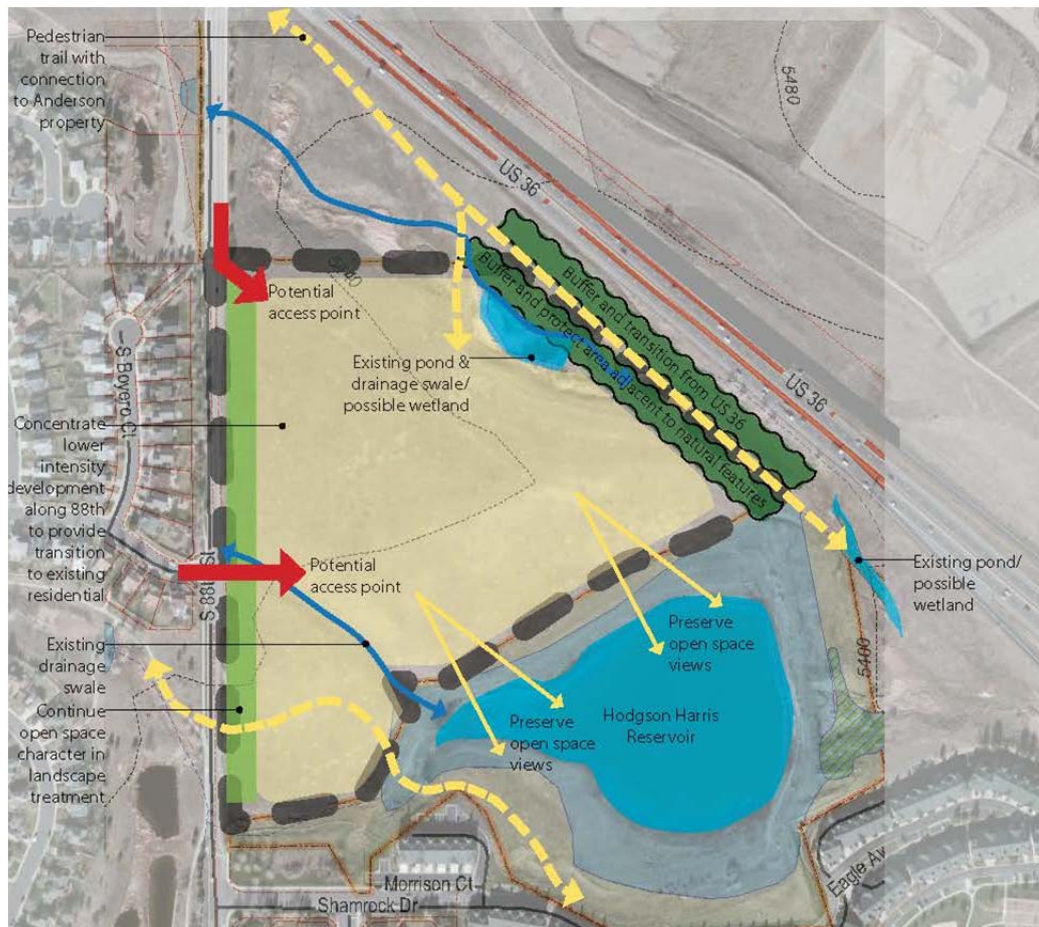 Pedestrian
trail with
connection
to Anderson
property
5480
US 36
5440
Buffer and transition from US 36
Buffer and protect area adjacent to natural features
US 36
Potential
access point
Existing pond &
drainage swale/
possible wetland
S Boyero Ct
Concentrate
lower
intensity
development
along 88th
to provide
transition
to existing
residential
S 88th St
Potential
access point
Existing pond/
possible
wetland
Preserve
open space
views
5400
Existing
drainage
swale
Continue
open space
character in
landscape
treatment
Preserve
open space
views
Hodgson Harris
Reservoir
Eagle Av
Morrison Ct
Shamrock Dr